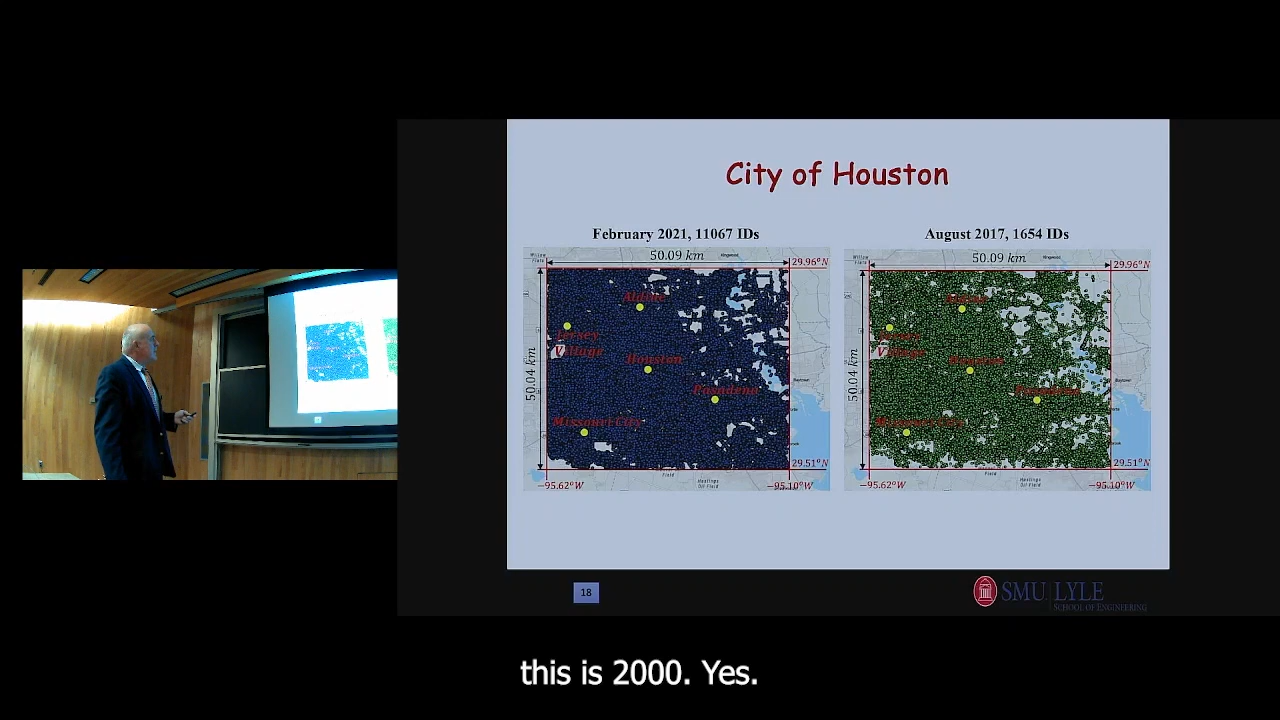 City of Houston
February 2021, 11067 IDs
August 2017, 1654 IDs
50.09 km
29.96°N
Aldine
Jersey
Village
Houston
Pasadena
Missouri City
50.04 km
29.51°N
−95.62°W
−95.10°W
50.09 km
29.96°N
Aldine
Jersey
Village
Houston
Pasadena
Missouri City
50.04 km
29.51°N
−95.62°W
−95.10°W
18
SMU LYLE
SCHOOL OF ENGINEERING
this is 2000. Yes.